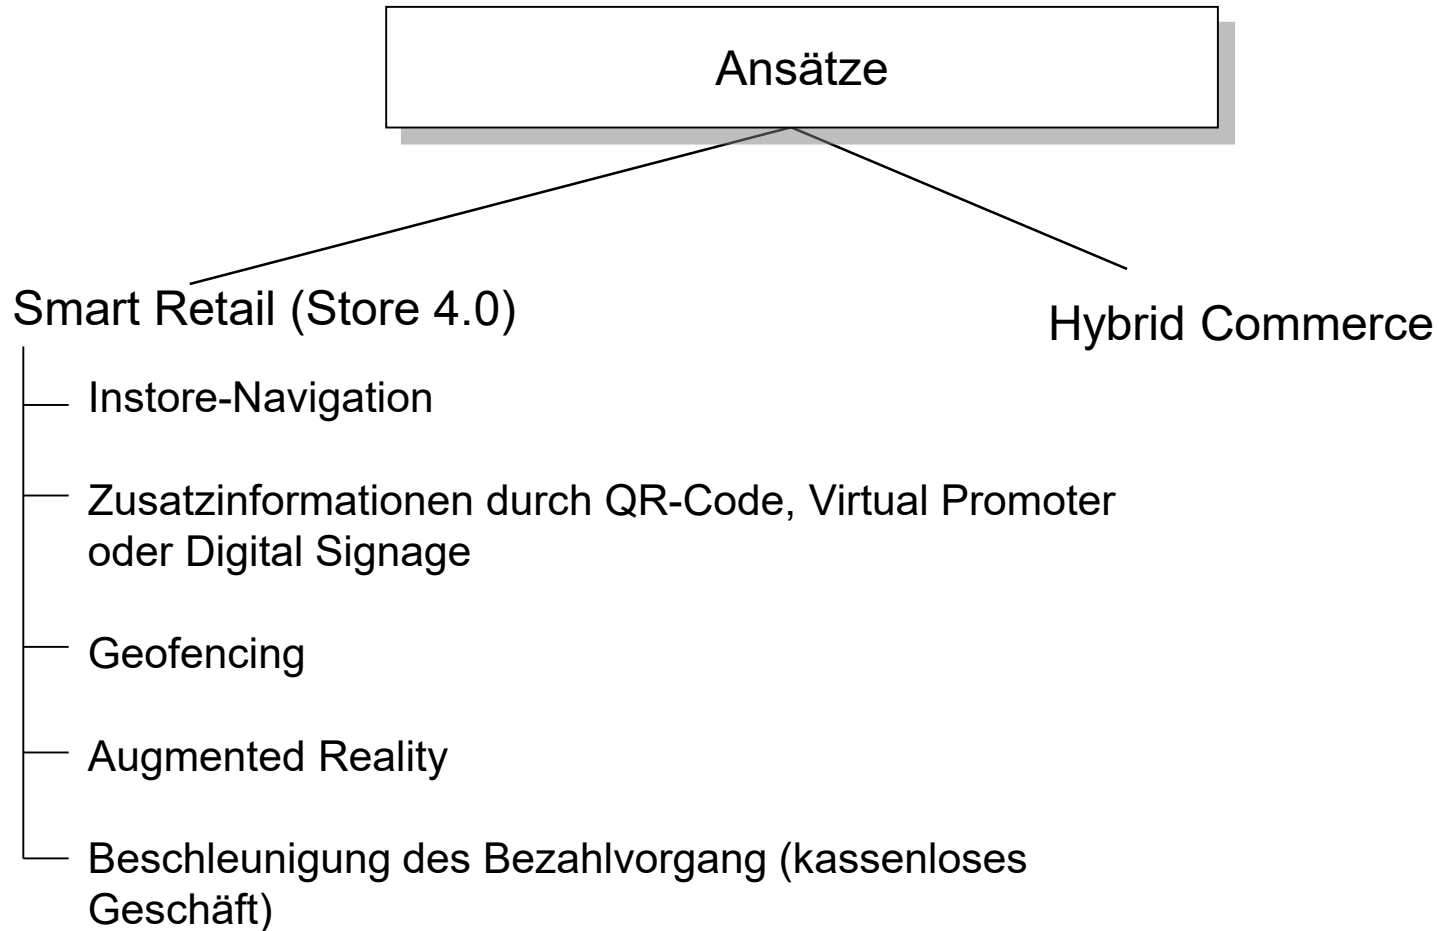 Ansätze
Smart Retail (Store 4.0)
Hybrid Commerce
Instore-Navigation
Zusatzinformationen durch QR-Code, Virtual Promoter
oder Digital Signage
Geofencing
Augmented Reality
Beschleunigung des Bezahlvorgang (kassenloses
Geschäft)